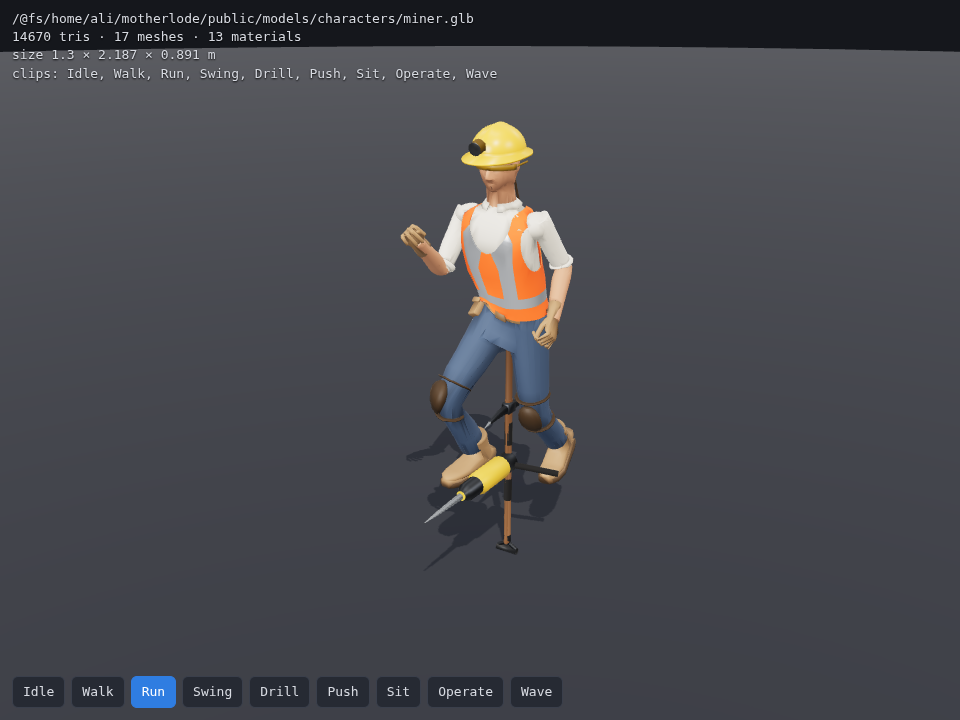 /@fs/home/ali/motherlode/public/models/characters/miner.glb
14670 tris · 17 meshes · 13 materials
size 1.3 × 2.187 × 0.891 m
clips: Idle, Walk, Run, Swing, Drill, Push, Sit, Operate, Wave
Idle Walk Run Swing Drill Push Sit Operate Wave